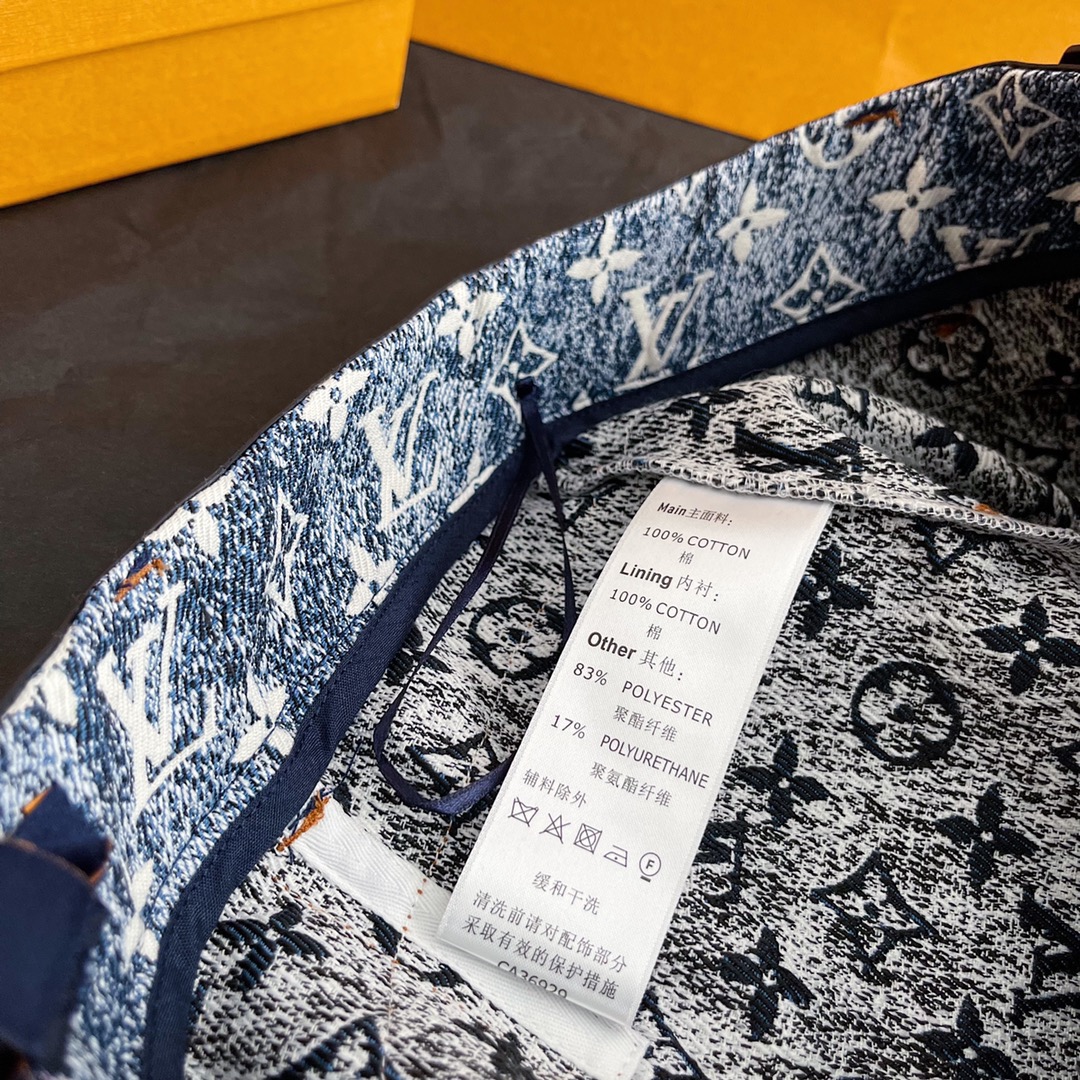 Main主面料:
100% COTTON
棉
Lining 内衬:
100% COTTON
棉
Other 其他:
83% POLYESTER
聚酯纤维
17% POLYURETHANE
聚氨酯纤维
辅料除外
F
缓和干洗
清洗前请对配饰部分
采取有效的保护措施
CA36929